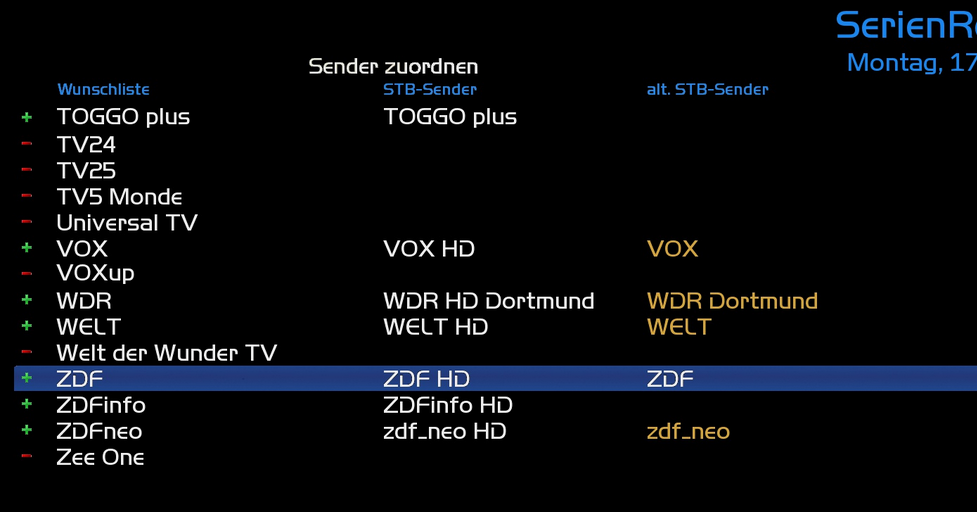 SerienRe
Montag, 17
Sender zuordnen
Wunschliste STB-Sender alt. STB-Sender
+ TOGGO plus TOGGO plus
- TV24
- TV25
- TV5 Monde
- Universal TV
+ VOX VOX HD VOX
- VOXup
+ WDR WDR HD Dortmund WDR Dortmund
+ WELT WELT HD WELT
- Welt der Wunder TV
+ ZDF ZDF HD ZDF
+ ZDFinfo ZDFinfo HD
+ ZDFneo zdf_neo HD zdf_neo
- Zee One